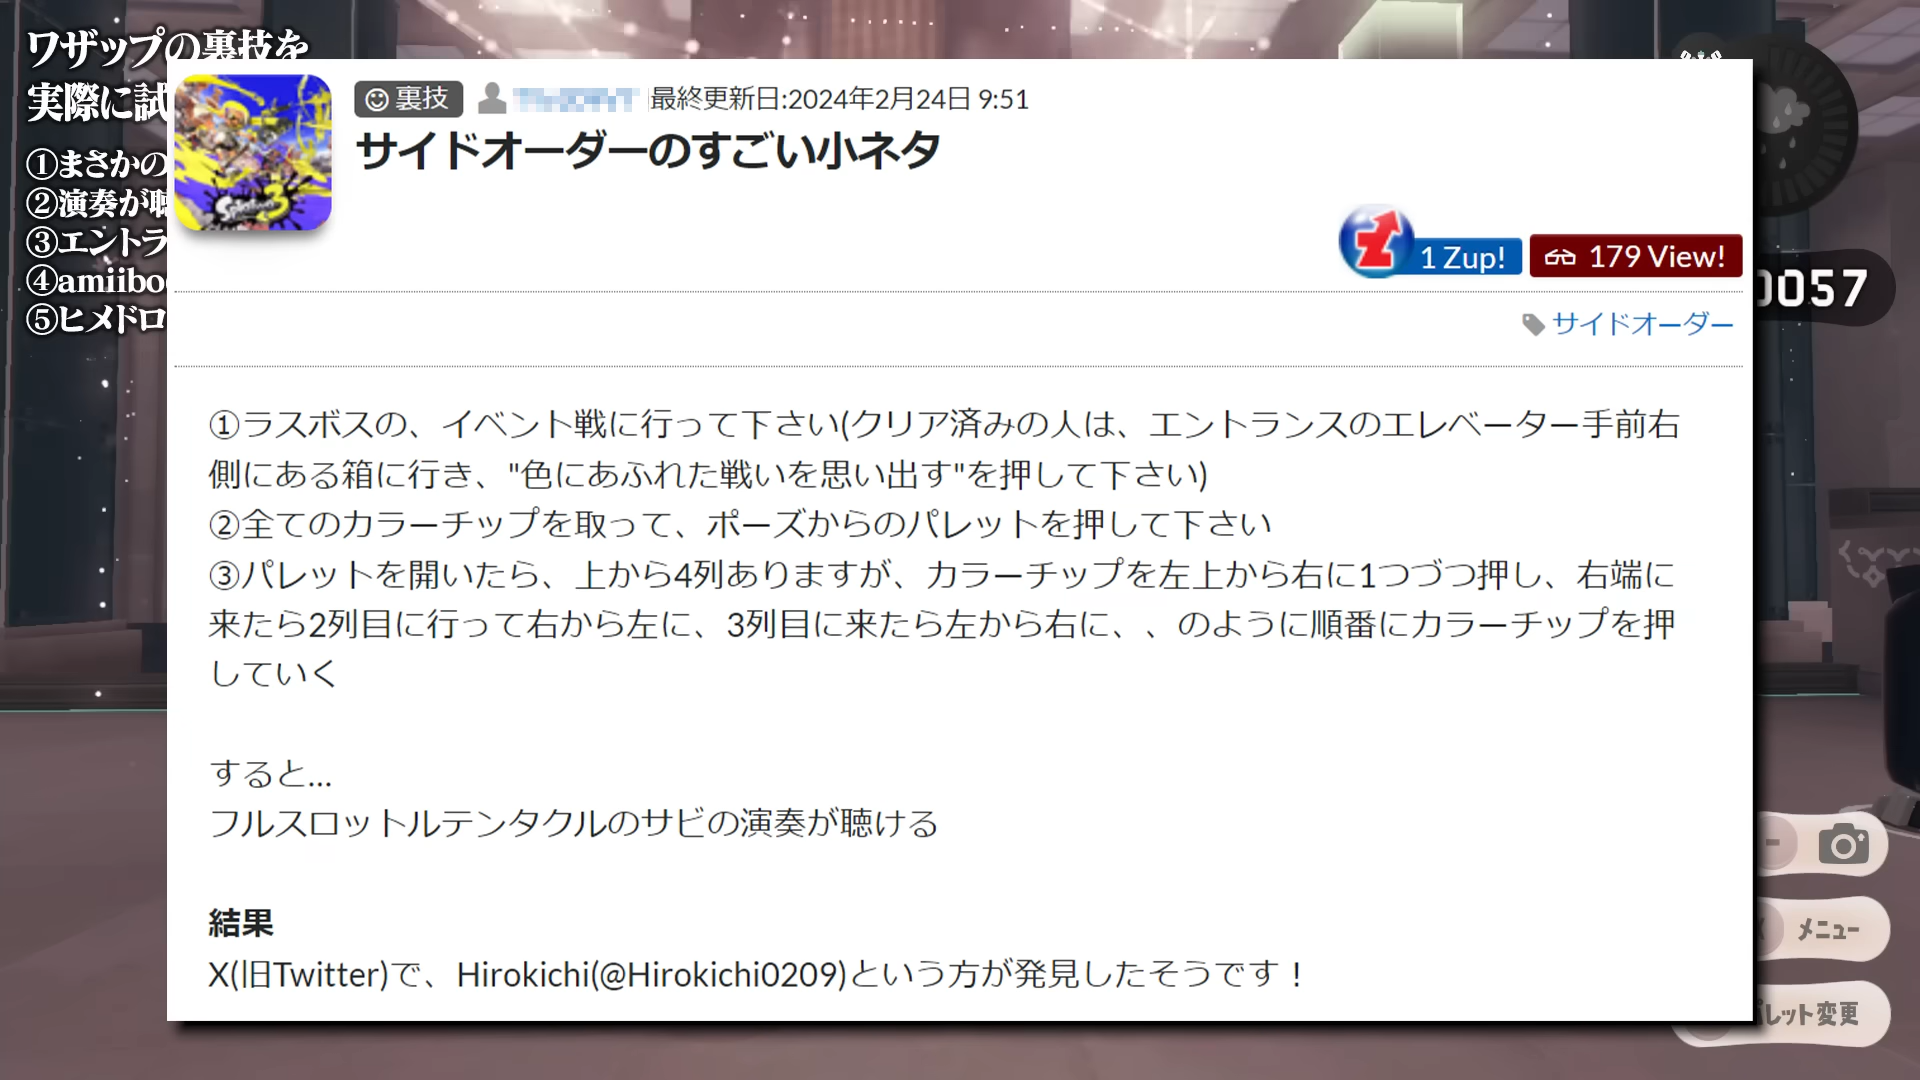 ワザップの裏技を
実際に試
①まさかの
②演奏が聴
③エントラ
④amiibo
⑤ヒメドロ
Splatoon 3
裏技
最終更新日:2024年2月24日 9:51
サイドオーダーのすごい小ネタ
1 Zup!
179 View!
サイドオーダー
①ラスボスの、イベント戦に行って下さい(クリア済みの人は、エントランスのエレベーター手前右
側にある箱に行き、"色にあふれた戦いを思い出す"を押して下さい)
②全てのカラーチップを取って、ポーズからのパレットを押して下さい
③パレットを開いたら、上から4列ありますが、カラーチップを左上から右に1つづつ押し、右端に
来たら2列目に行って右から左に、3列目に来たら左から右に、、のように順番にカラーチップを押
していく
すると...
フルスロットルテンタクルのサビの演奏が聴ける
結果
X(旧Twitter)で、Hirokichi(@Hirokichi0209)という方が発見したそうです！
0057
メニュー
レット変更